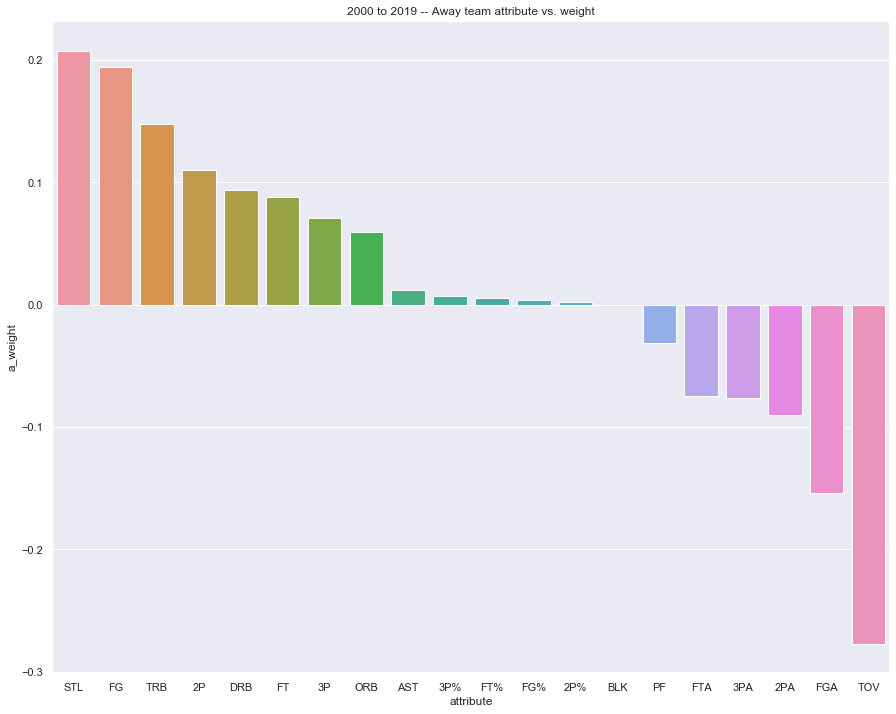 2000 to 2019 -- Away team attribute vs. weight
a_weight
0.2
0.1
0.0
−0.1
−0.2
−0.3
STL FG TRB 2P DRB FT 3P ORB AST 3P% FT% FG% 2P% BLK PF FTA 3PA 2PA FGA TOV
attribute